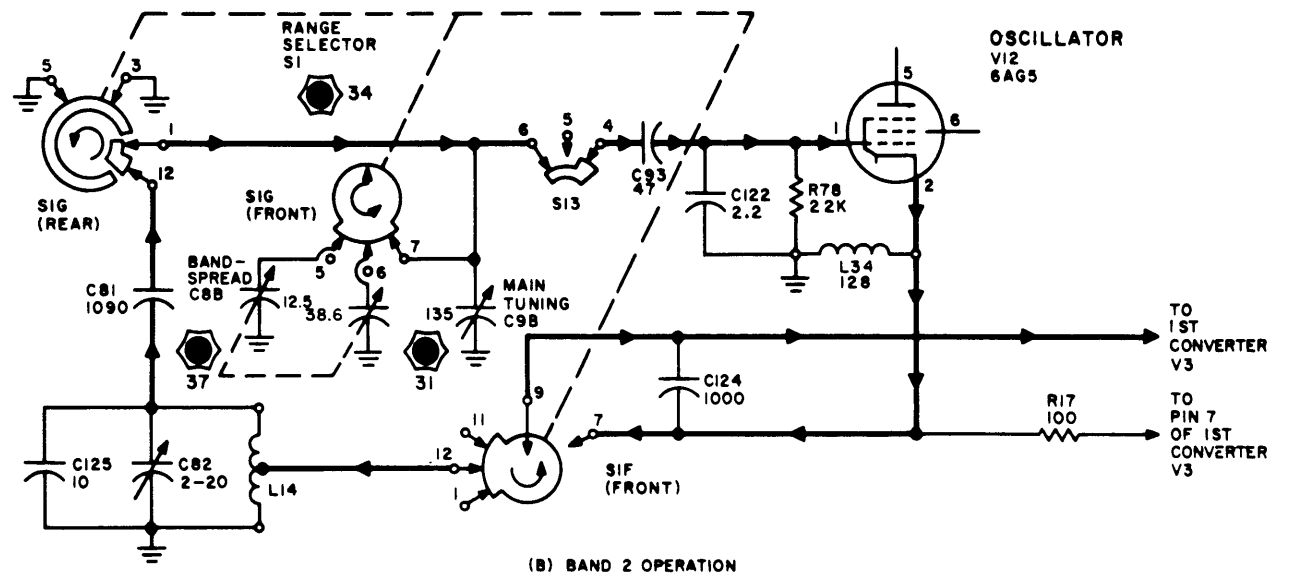 RANGE
SELECTOR
S1
34
OSCILLATOR
V12
6AG5
5
3
5
6
1
6
5
4
1
12
C93
47
2
S1G
(REAR)
S1G
(FRONT)
S13
C122
2.2
R78
22K
7
5
6
BAND-
SPREAD
C8B
12.5
38.6
135
MAIN
TUNING
C9B
L34
128
C81
1090
37
31
TO
1ST
CONVERTER
V3
9
C124
1000
R17
100
TO
PIN 7
OF 1ST
CONVERTER
V3
11
7
12
1
S1F
(FRONT)
C125
10
C82
2-20
L14
(B) BAND 2 OPERATION